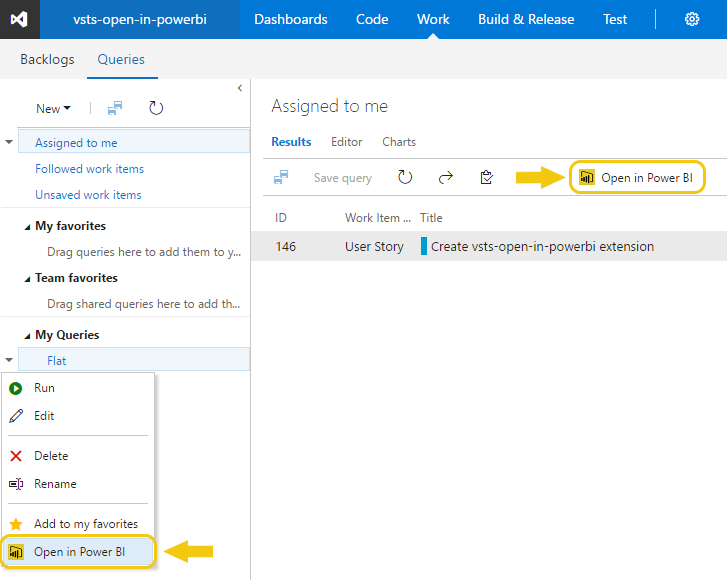 vsts-open-in-powerbi Dashboards Code Work Build & Release Test
Backlogs Queries
New
Assigned to me
Followed work items
Unsaved work items
My favorites
Drag queries here to add them to y...
Team favorites
Drag shared queries here to add th...
My Queries
Flat
Run
Edit
Delete
Rename
Add to my favorites
Open in Power BI
Assigned to me
Results Editor Charts
Save query Open in Power BI
ID Work Item ... Title
146 User Story Create vsts-open-in-powerbi extension